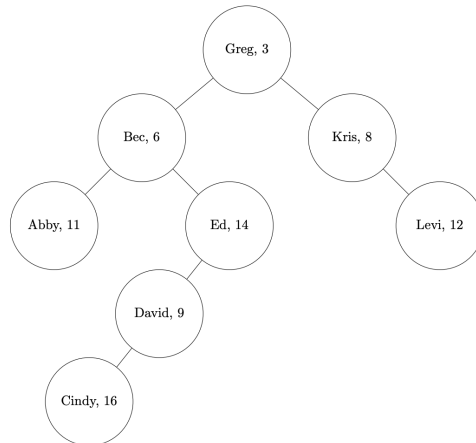 Greg, 3
Bec, 6
Kris, 8
Abby, 11
Ed, 14
Levi, 12
David, 9
Cindy, 16